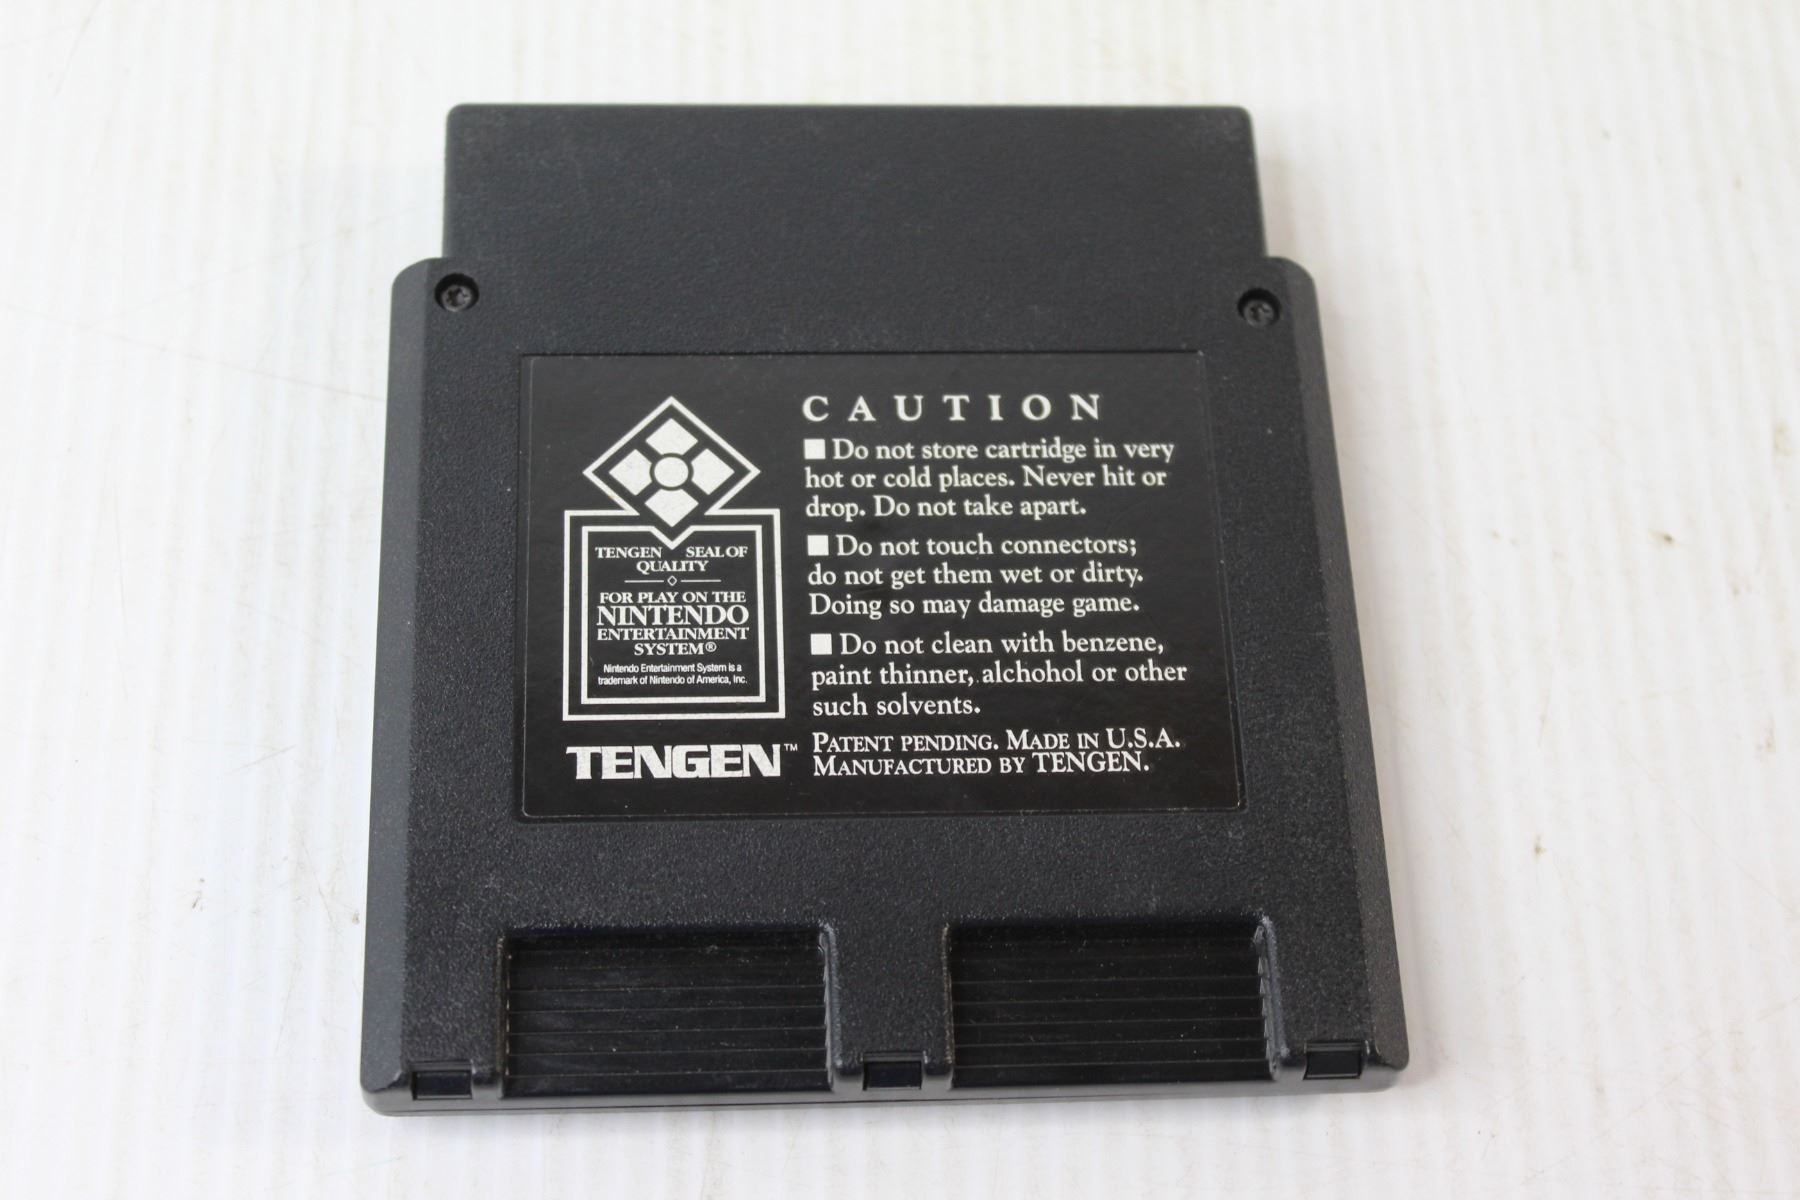 TENGEN SEAL OF
QUALITY
FOR PLAY ON THE
NINTENDO
ENTERTAINMENT
SYSTEM®
Nintendo Entertainment System is a
trademark of Nintendo of America, Inc.
TENGEN™
CAUTION
■ Do not store cartridge in very
hot or cold places. Never hit or
drop. Do not take apart.
■ Do not touch connectors;
do not get them wet or dirty.
Doing so may damage game.
■ Do not clean with benzene,
paint thinner, alchohol or other
such solvents.
PATENT PENDING. MADE IN U.S.A.
MANUFACTURED BY TENGEN.